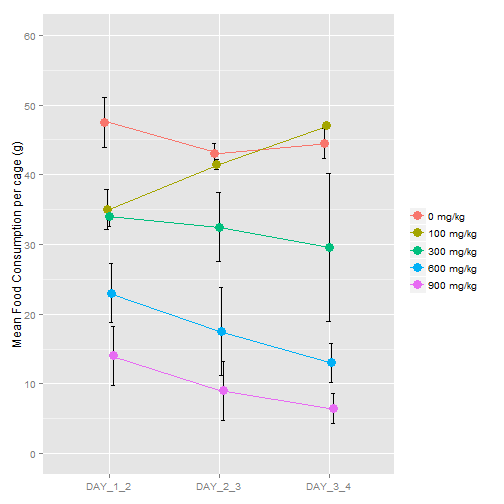 Mean Food Consumption per cage (g)
60
50
40
30
20
10
0
DAY_1_2 DAY_2_3 DAY_3_4
0 mg/kg
100 mg/kg
300 mg/kg
600 mg/kg
900 mg/kg